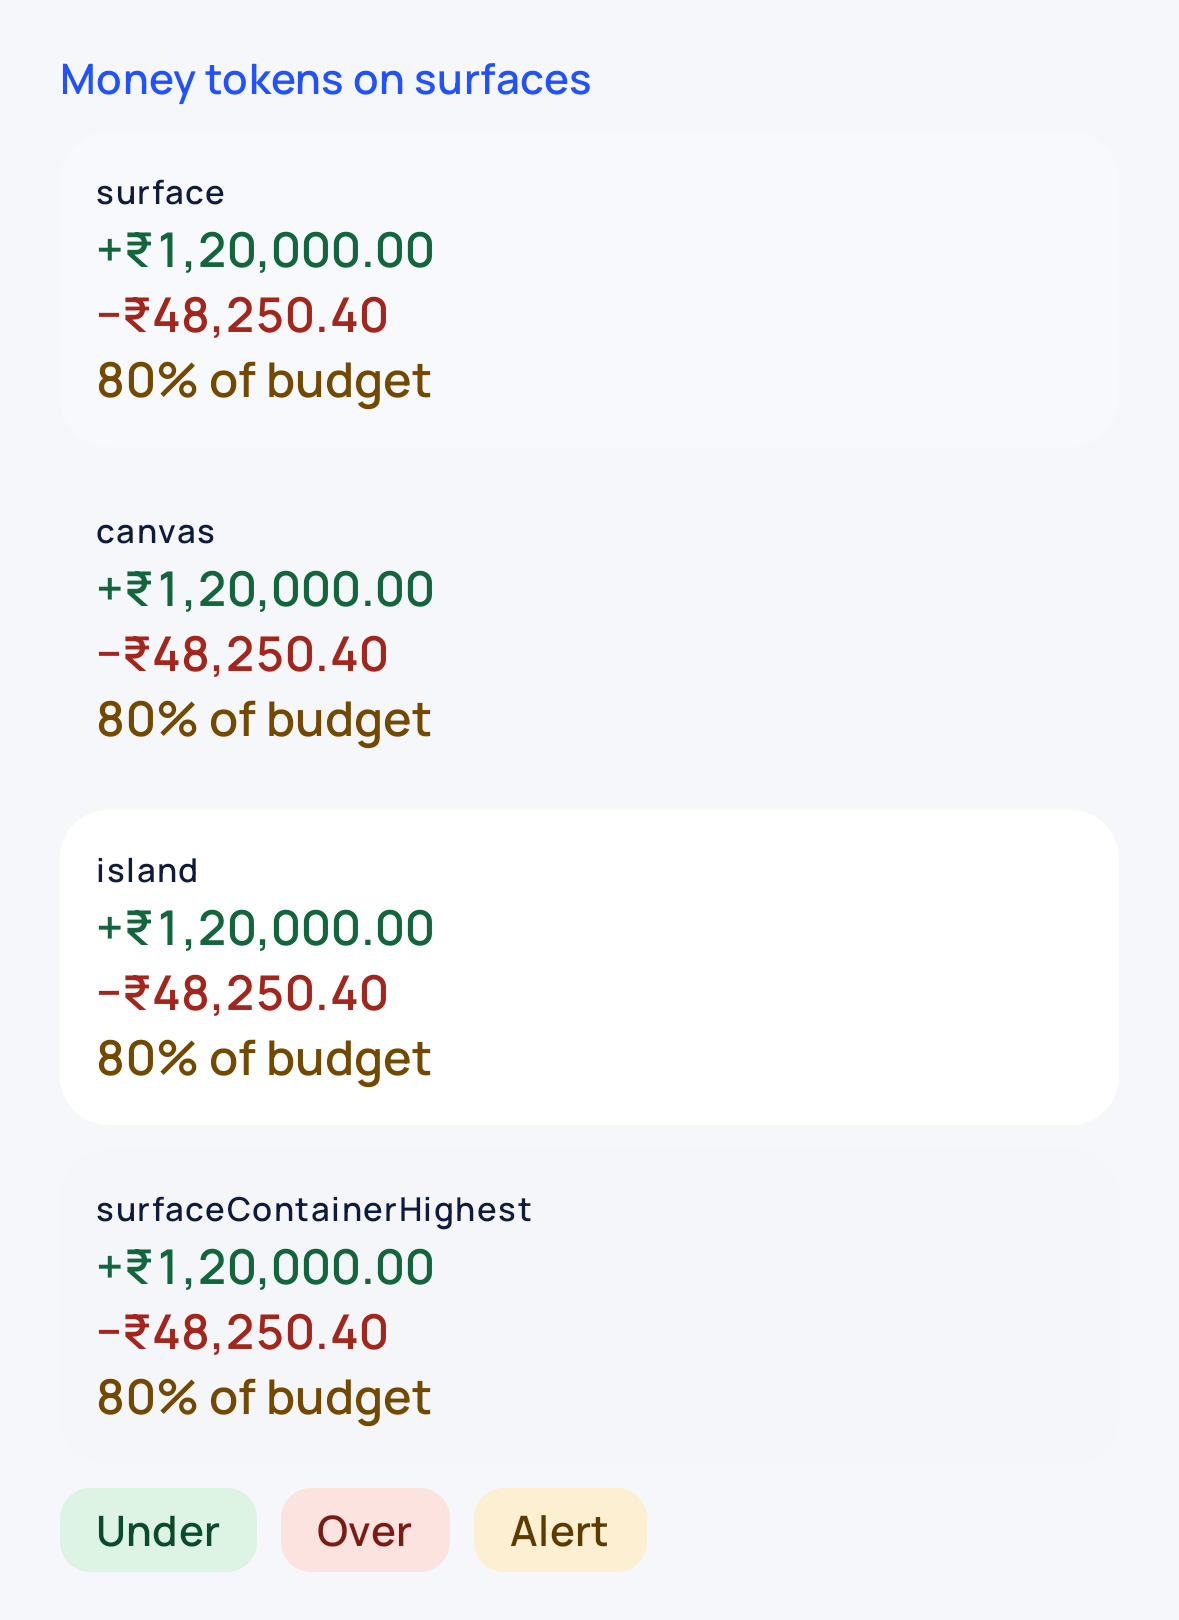 Money tokens on surfaces
surface
+₹1,20,000.00
−₹48,250.40
80% of budget
canvas
+₹1,20,000.00
−₹48,250.40
80% of budget
island
+₹1,20,000.00
−₹48,250.40
80% of budget
surfaceContainerHighest
+₹1,20,000.00
−₹48,250.40
80% of budget
Under Over Alert